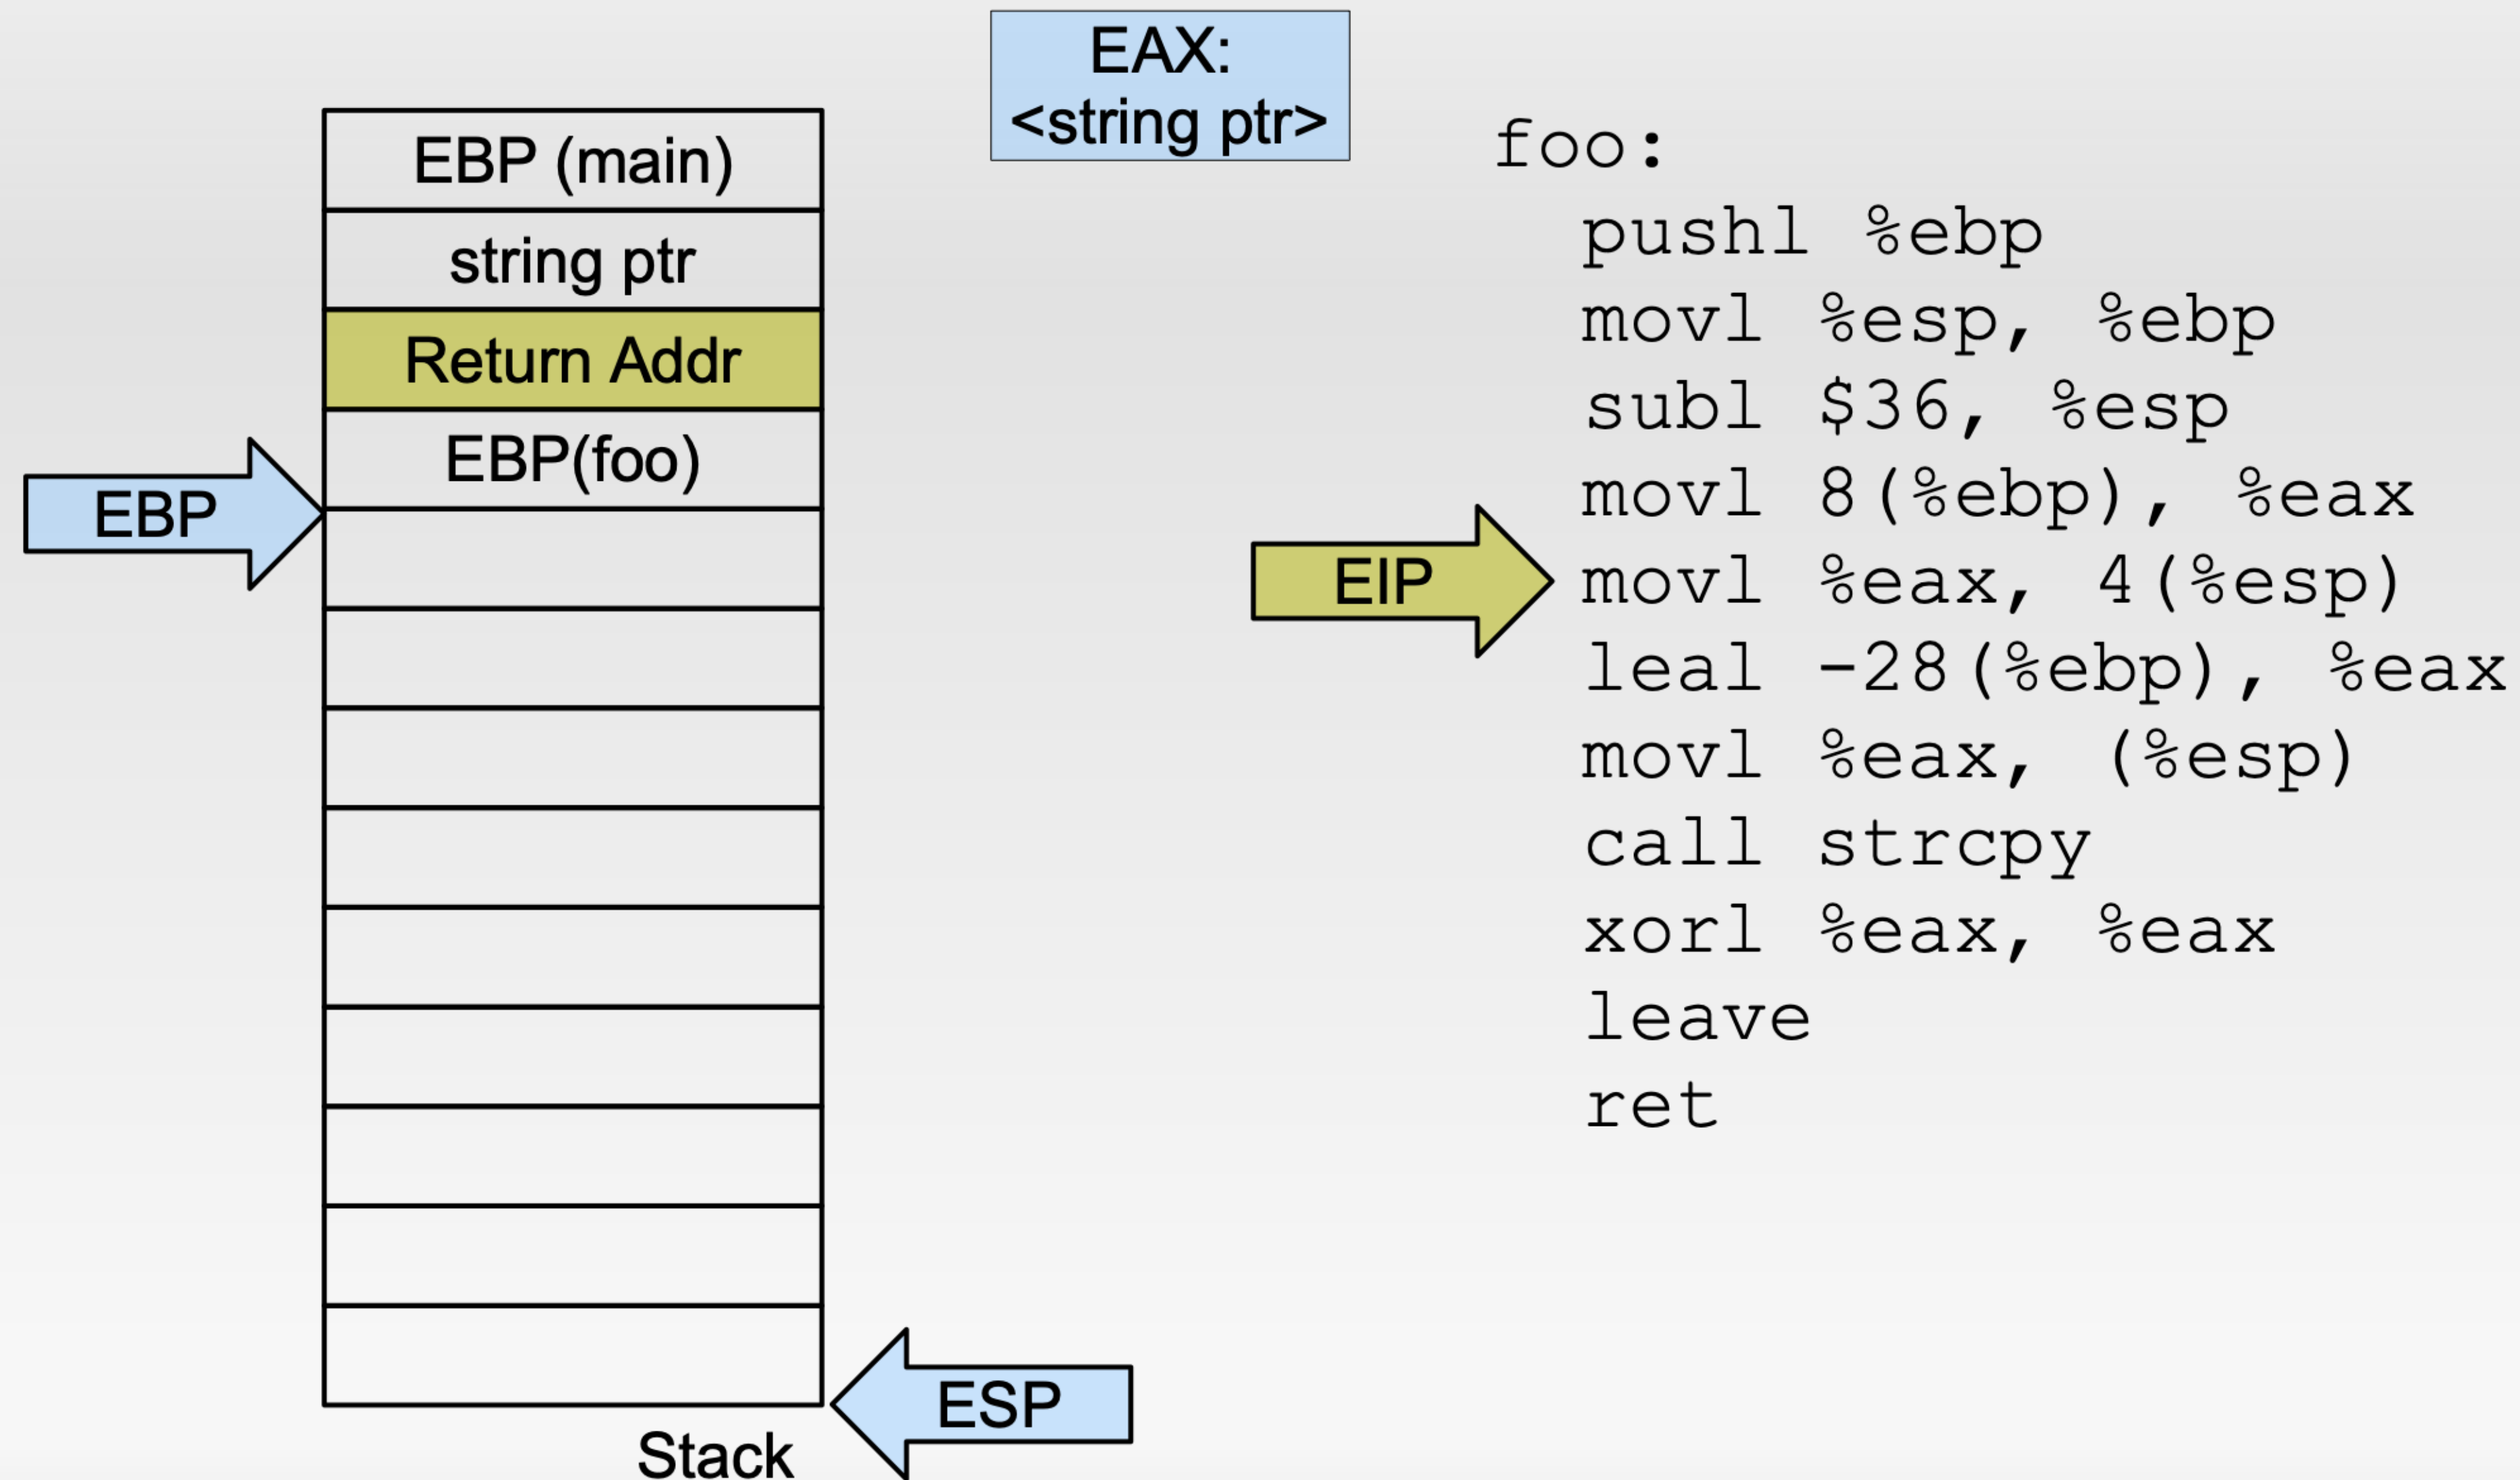 EAX:
<string ptr>
EBP (main)
string ptr
Return Addr
EBP(foo)
EBP
ESP
Stack
EIP
foo:
pushl %ebp
movl %esp, %ebp
subl $36, %esp
movl 8(%ebp), %eax
movl %eax, 4(%esp)
leal -28(%ebp), %eax
movl %eax, (%esp)
call strcpy
xorl %eax, %eax
leave
ret